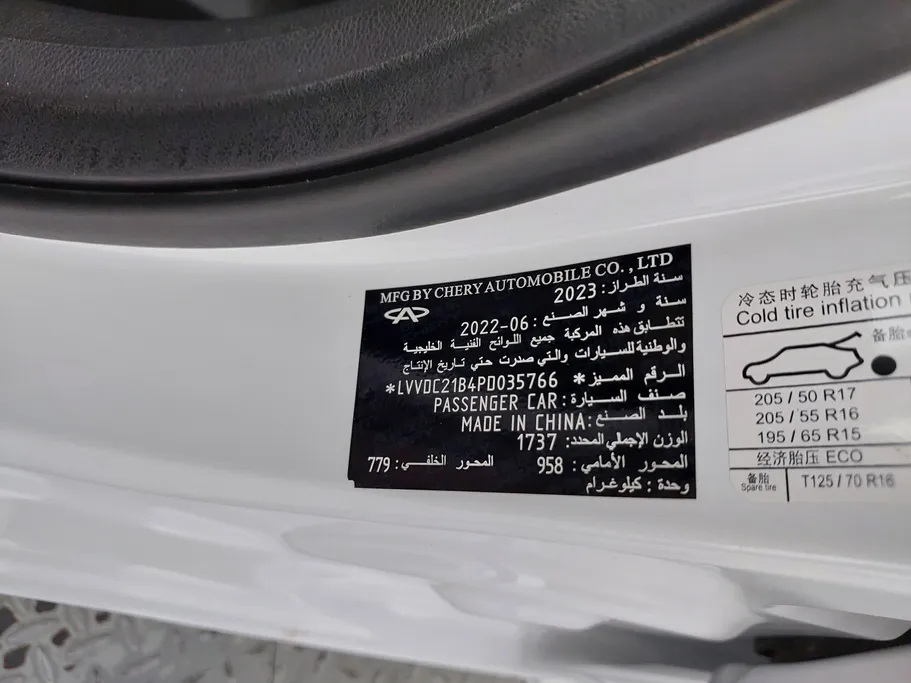 MFG BY CHERY AUTOMOBILE CO., LTD
سنة الطراز: 2023
سنة و شهر الصنع: 2022-06
تتطابق هذه المركبة جميع اللوائح الفنية الخليجية
والوطنية للسيارات والتي صدرت حتي تاريخ الإنتاج
الرقم المميز: *LVVDC21B4PD035766*
صنف السيارة: PASSENGER CAR
بلد الصنع: MADE IN CHINA
الوزن الإجمالي المحدد: 1737
المحور الأمامي: 958 المحور الخلفي: 779
وحدة: كيلوغرام
冷态时轮胎充气压
Cold tire inflation
备胎
205 / 50 R17
205 / 55 R16
195 / 65 R15
经济胎压 ECO
备胎
Spare tire
T125 / 70 R16